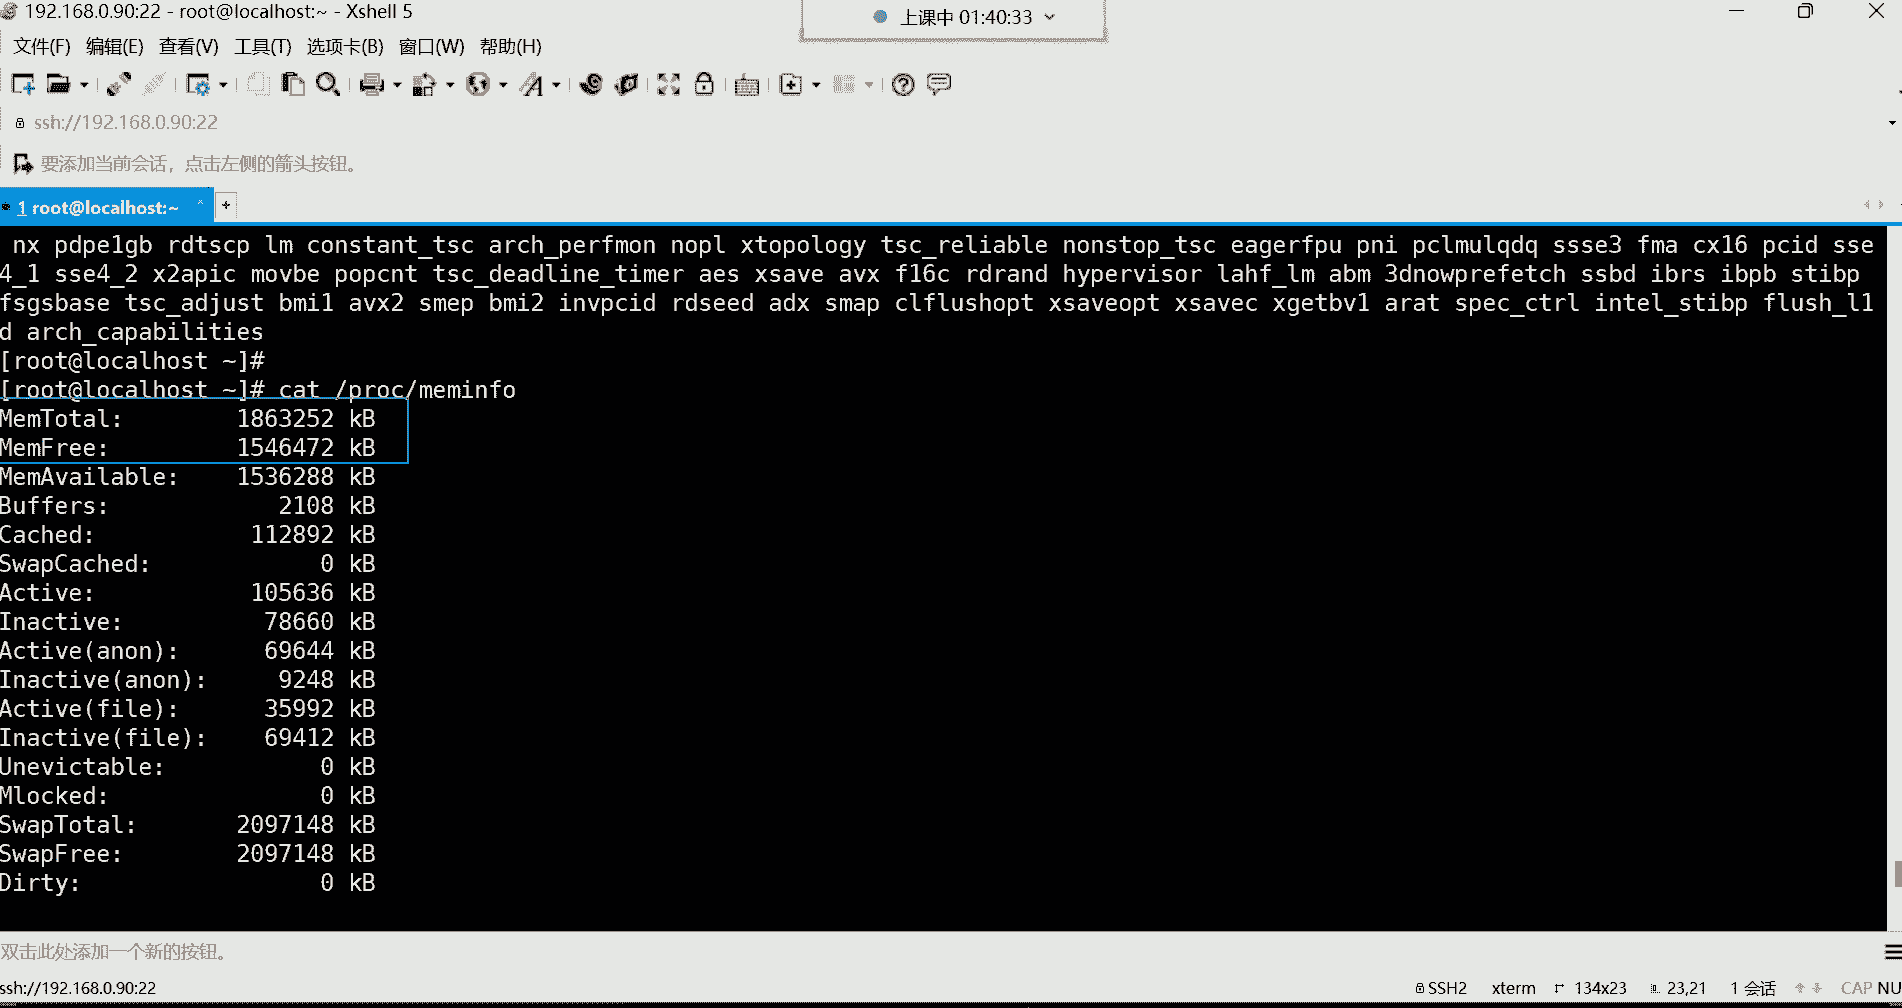 192.168.0.90:22 - root@localhost:~ - Xshell 5
上课中 01:40:33
文件(F) 编辑(E) 查看(V) 工具(T) 选项卡(B) 窗口(W) 帮助(H)
ssh://192.168.0.90:22
要添加当前会话，点击左侧的箭头按钮。
1 root@localhost:~
nx pdpe1gb rdtscp lm constant_tsc arch_perfmon nopl xtopology tsc_reliable nonstop_tsc eagerfpu pni pclmulqdq ssse3 fma cx16 pcid sse
4_1 sse4_2 x2apic movbe popcnt tsc_deadline_timer aes xsave avx f16c rdrand hypervisor lahf_lm abm 3dnowprefetch ssbd ibrs ibpb stibp
fsgsbase tsc_adjust bmi1 avx2 smep bmi2 invpcid rdseed adx smap clflushopt xsaveopt xsavec xgetbv1 arat spec_ctrl intel_stibp flush_l1
d arch_capabilities
[root@localhost ~]#
[root@localhost ~]# cat /proc/meminfo
MemTotal: 1863252 kB
MemFree: 1546472 kB
MemAvailable: 1536288 kB
Buffers: 2108 kB
Cached: 112892 kB
SwapCached: 0 kB
Active: 105636 kB
Inactive: 78660 kB
Active(anon): 69644 kB
Inactive(anon): 9248 kB
Active(file): 35992 kB
Inactive(file): 69412 kB
Unevictable: 0 kB
Mlocked: 0 kB
SwapTotal: 2097148 kB
SwapFree: 2097148 kB
Dirty: 0 kB
双击此处添加一个新的按钮。
ssh://192.168.0.90:22 SSH2 xterm 134x23 23,21 1 会话 CAP NU